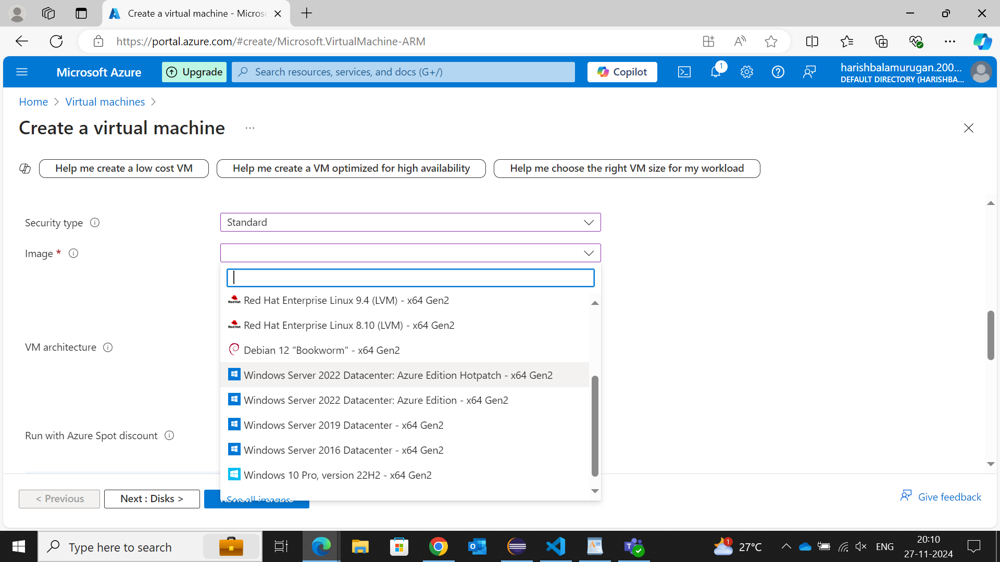 Create a virtual machine - Micros
https://portal.azure.com/#create/Microsoft.VirtualMachine-ARM
Microsoft Azure
Upgrade
Search resources, services, and docs (G+/)
Copilot
1
harishbalamurugan.200...
DEFAULT DIRECTORY (HARISHBA...
Home > Virtual machines >
Create a virtual machine ...
Help me create a low cost VM
Help me create a VM optimized for high availability
Help me choose the right VM size for my workload
Security type
Standard
Image *
Red Hat Red Hat Enterprise Linux 9.4 (LVM) - x64 Gen2
Red Hat Red Hat Enterprise Linux 8.10 (LVM) - x64 Gen2
Debian 12 "Bookworm" - x64 Gen2
VM architecture
Windows Server 2022 Datacenter: Azure Edition Hotpatch - x64 Gen2
Windows Server 2022 Datacenter: Azure Edition - x64 Gen2
Windows Server 2019 Datacenter - x64 Gen2
Run with Azure Spot discount
Windows Server 2016 Datacenter - x64 Gen2
Windows 10 Pro, version 22H2 - x64 Gen2
See all images
< Previous
Next : Disks >
Give feedback
Type here to search
1
27°C
ENG
20:10
27-11-2024